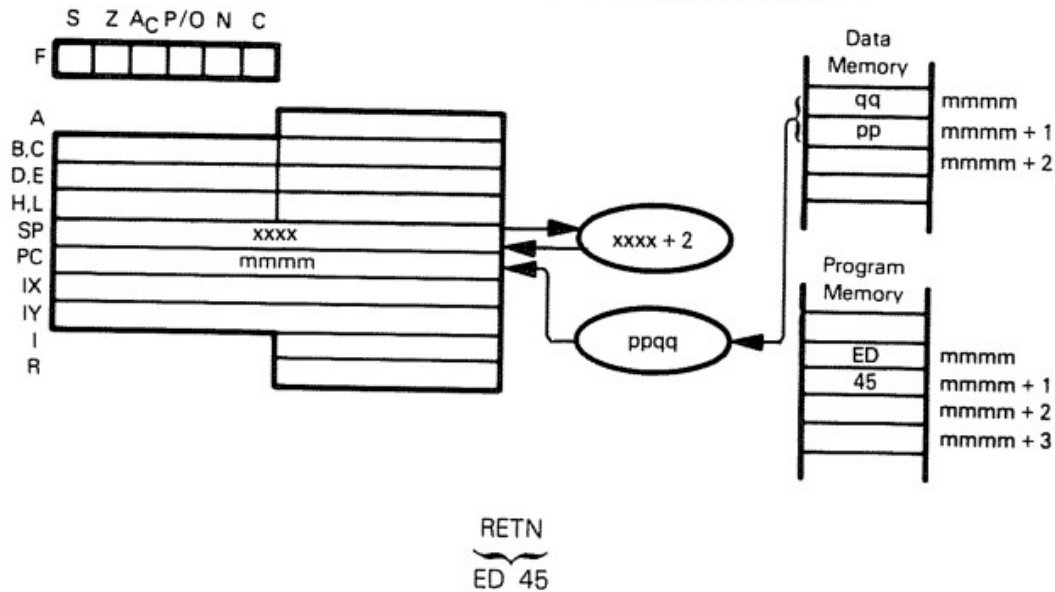 S Z AC P/O N C
F
A
B,C
D,E
H,L
SP
PC
IX
IY
I
R
xxxx
mmmm
xxxx + 2
ppqq
Data
Memory
qq mmmm
pp mmmm + 1
mmmm + 2
Program
Memory
ED mmmm
45 mmmm + 1
mmmm + 2
mmmm + 3
RETN
ED 45